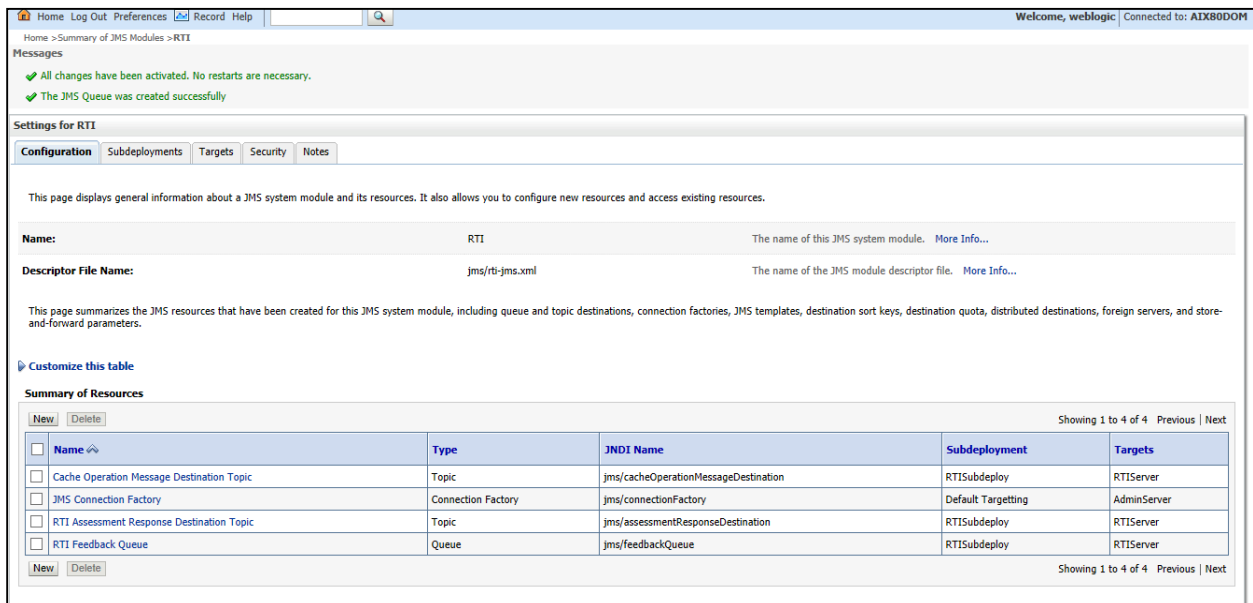 Home Log Out Preferences Record Help Welcome, weblogic Connected to: AIX80DOM
Home >Summary of JMS Modules >RTI
Messages
All changes have been activated. No restarts are necessary.
The JMS Queue was created successfully
Settings for RTI
Configuration Subdeployments Targets Security Notes
This page displays general information about a JMS system module and its resources. It also allows you to configure new resources and access existing resources.
Name: RTI The name of this JMS system module. More Info...
Descriptor File Name: jms/rti-jms.xml The name of the JMS module descriptor file. More Info...
This page summarizes the JMS resources that have been created for this JMS system module, including queue and topic destinations, connection factories, JMS templates, destination sort keys, destination quota, distributed destinations, foreign servers, and store-
and-forward parameters.
Customize this table
Summary of Resources
New Delete Showing 1 to 4 of 4 Previous | Next
Name Type JNDI Name Subdeployment Targets
Cache Operation Message Destination Topic Topic jms/cacheOperationMessageDestination RTISubdeploy RTIServer
JMS Connection Factory Connection Factory jms/connectionFactory Default Targetting AdminServer
RTI Assessment Response Destination Topic Topic jms/assessmentResponseDestination RTISubdeploy RTIServer
RTI Feedback Queue Queue jms/feedbackQueue RTISubdeploy RTIServer
New Delete Showing 1 to 4 of 4 Previous | Next